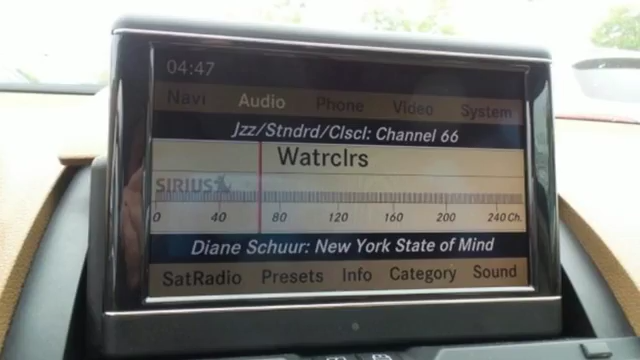 04:47
Navi Audio Phone Video System
Jzz/Stndrd/Clscl: Channel 66
Watrclrs
SIRIUS
0 40 80 120 160 200 240 Ch.
Diane Schuur: New York State of Mind
SatRadio Presets Info Category Sound